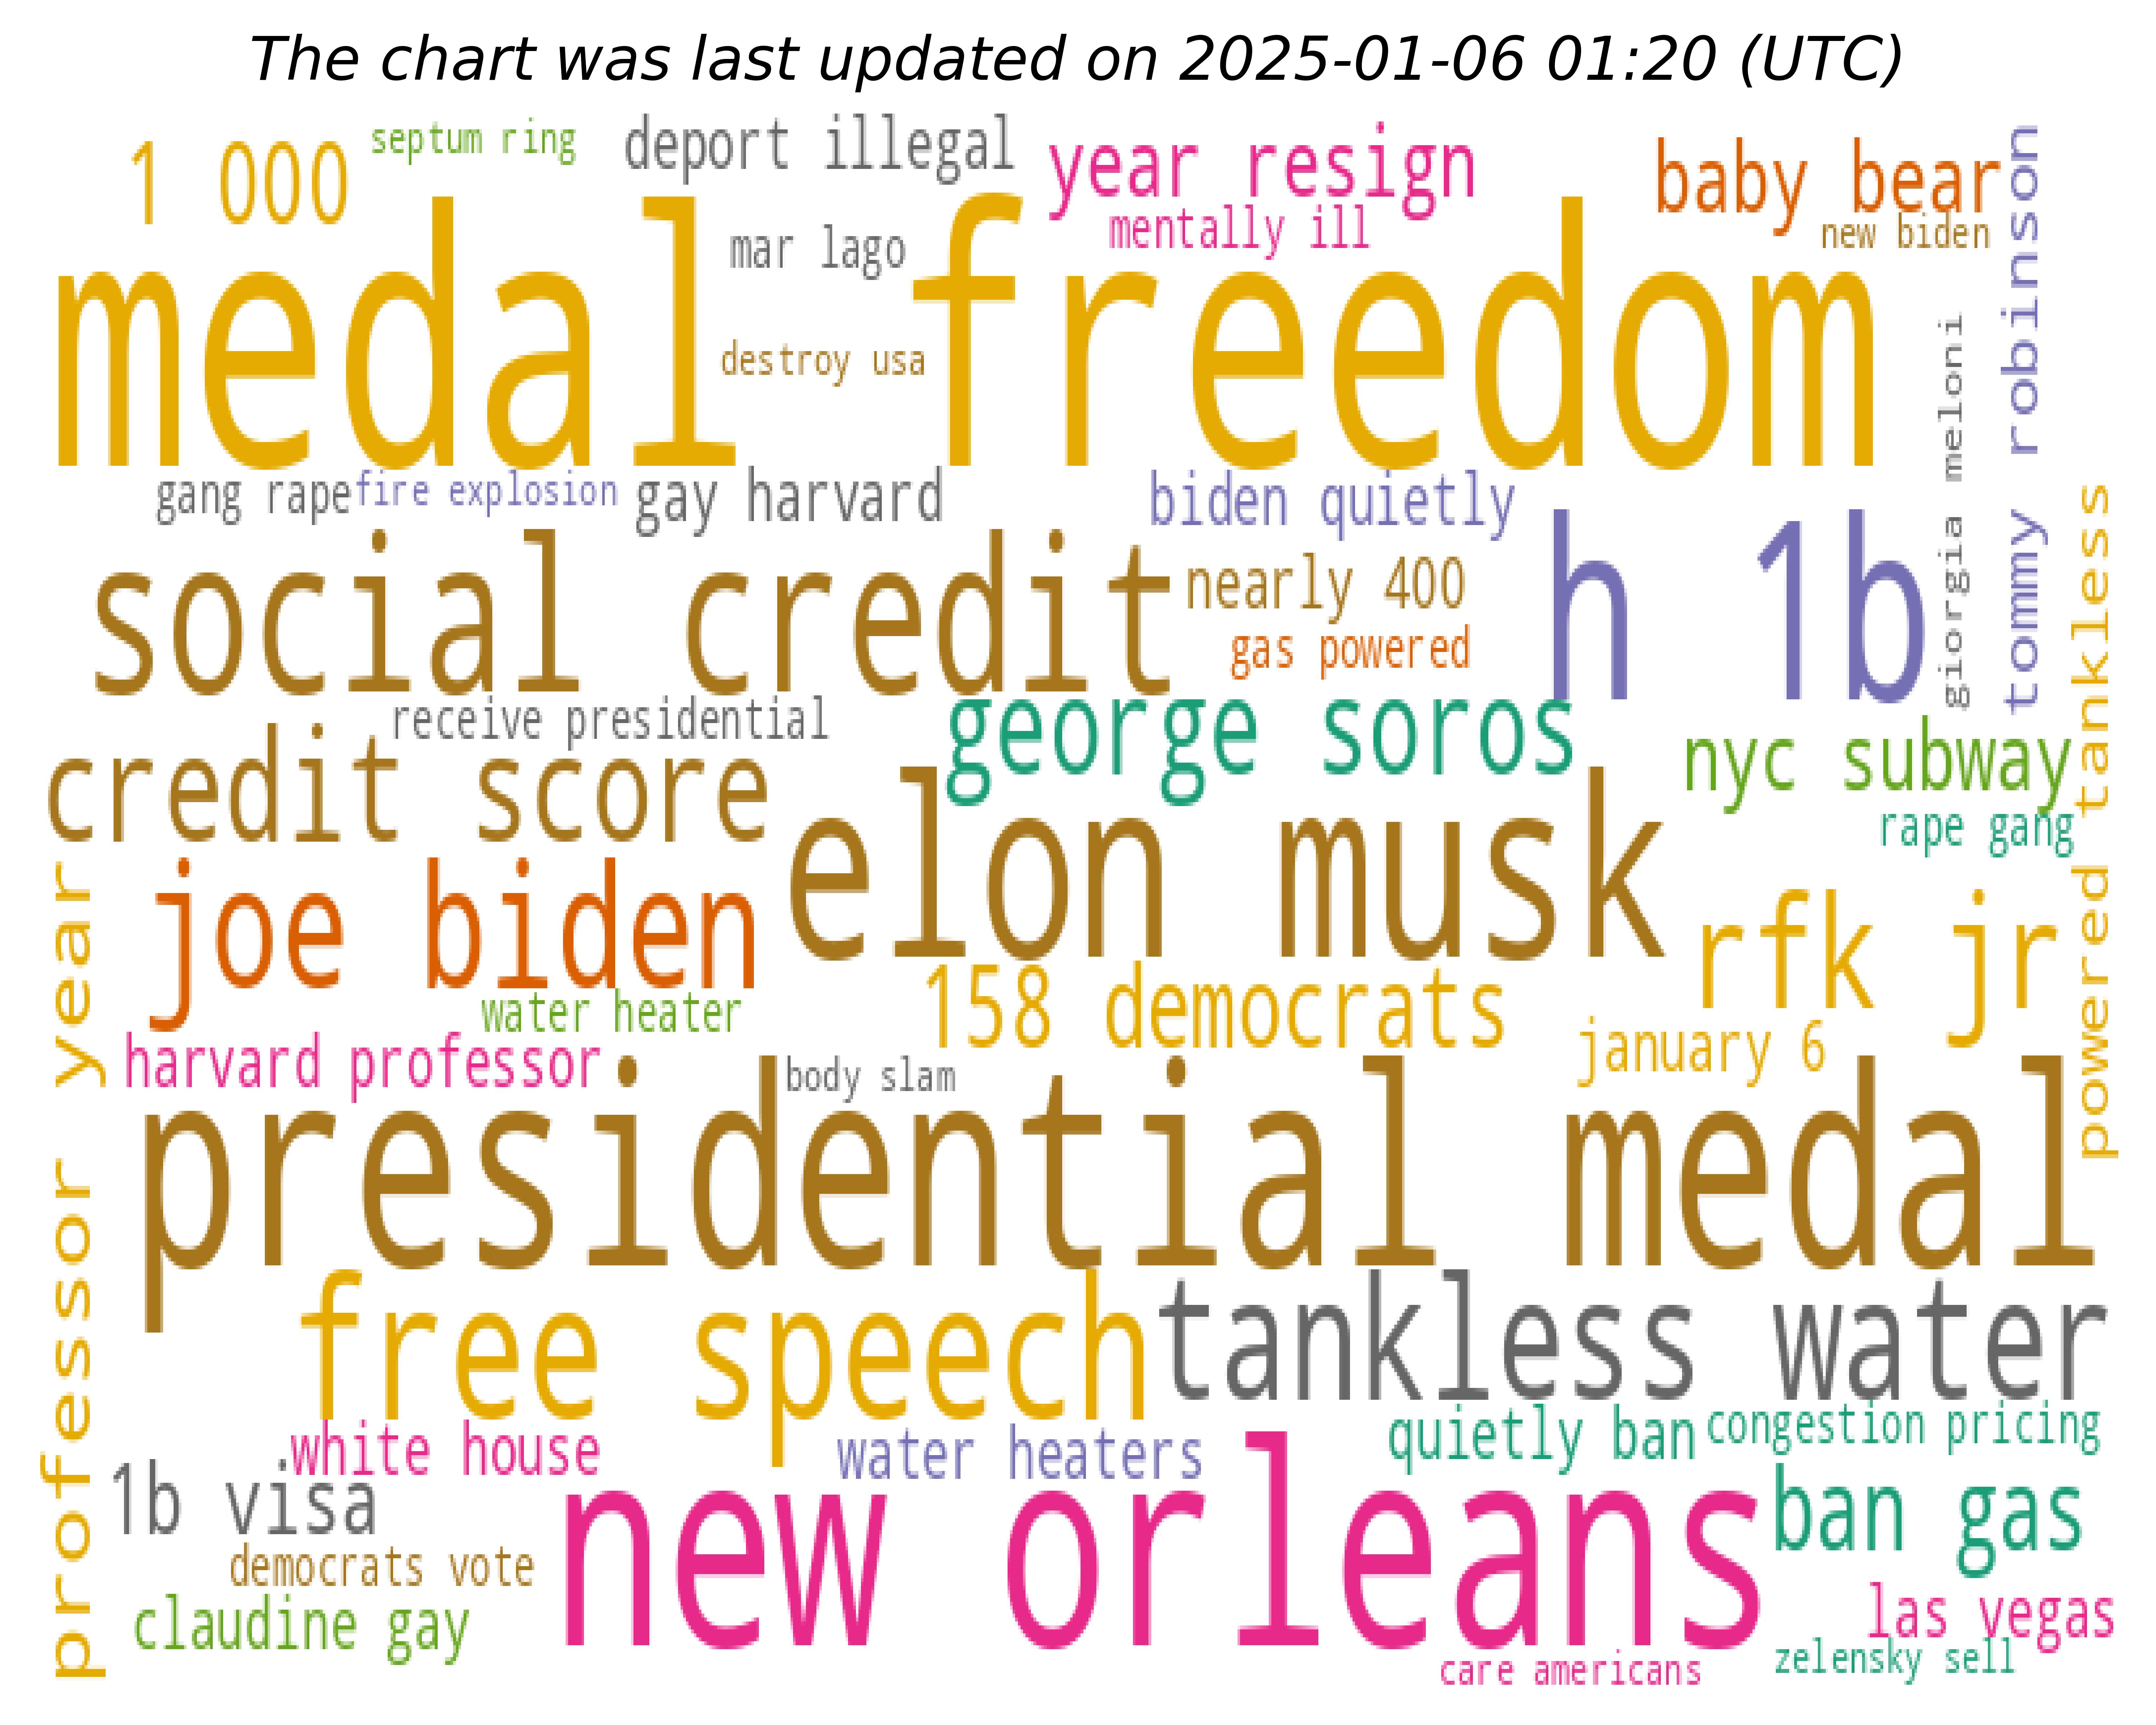 The chart was last updated on 2025-01-06 01:20 (UTC)
1 000
septum ring
deport illegal
year resign
baby bear
mentally ill
new biden
mar lago
medal freedom
destroy usa
tommy robinson
giorgia meloni
gang rape
fire explosion
gay harvard
biden quietly
social credit
nearly 400
h 1b
gas powered
powered tankless
receive presidential
george soros
nyc subway
credit score
rape gang
elon musk
joe biden
rfk jr
professor year
water heater
158 democrats
january 6
harvard professor
body slam
presidential medal
free speech
tankless water
white house
water heaters
quietly ban
congestion pricing
1b visa
new orleans
ban gas
democrats vote
claudine gay
las vegas
care americans
zelensky sell